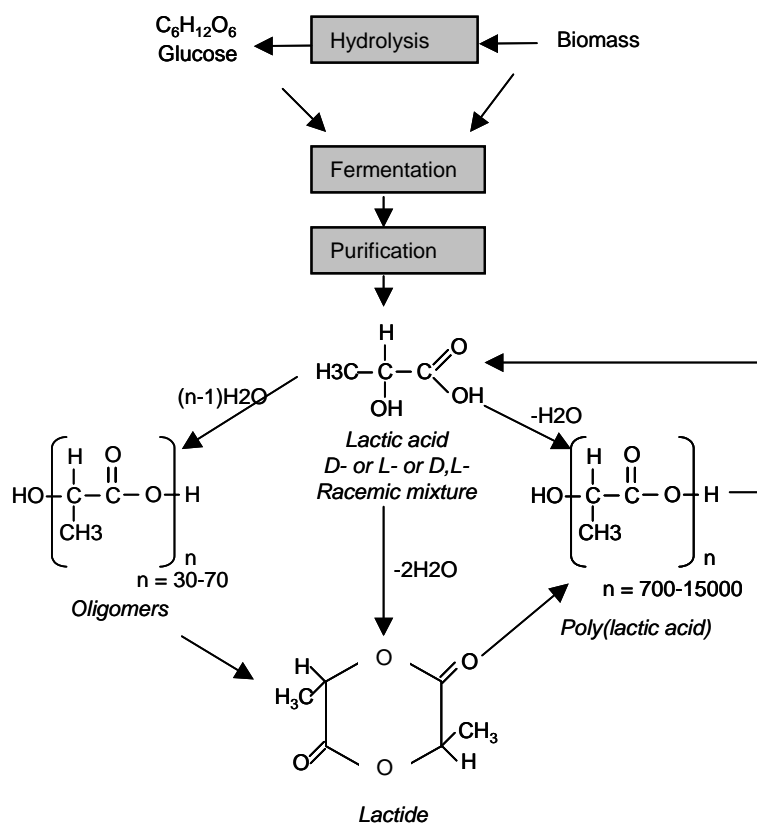 C₆H₁₂O₆
Glucose
Hydrolysis
Biomass
Fermentation
Purification
H
H3C—C—C
O
OH
OH
(n-1)H2O
-H2O
Lactic acid
D- or L- or D,L-
Racemic mixture
H O
HO—C—C—O—H
CH3
n
n = 30-70
Oligomers
-2H2O
H O
HO—C—C—O—H
CH3
n
n = 700-15000
Poly(lactic acid)
O
H
H₃C
O
CH₃
H
O
O
Lactide